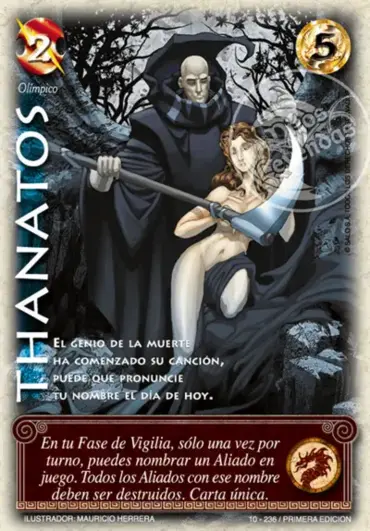 2
5
Olímpico
THANATOS
EL GENIO DE LA MUERTE
HA COMENZADO SU CANCIÓN,
PUEDE QUE PRONUNCIE
TU NOMBRE EL DÍA DE HOY.
En tu Fase de Vigilia, sólo una vez por
turno, puedes nombrar un Aliado en
juego. Todos los Aliados con ese nombre
deben ser destruidos. Carta única.
ILUSTRADOR: MAURICIO HERRERA
10 - 236 / PRIMERA EDICION